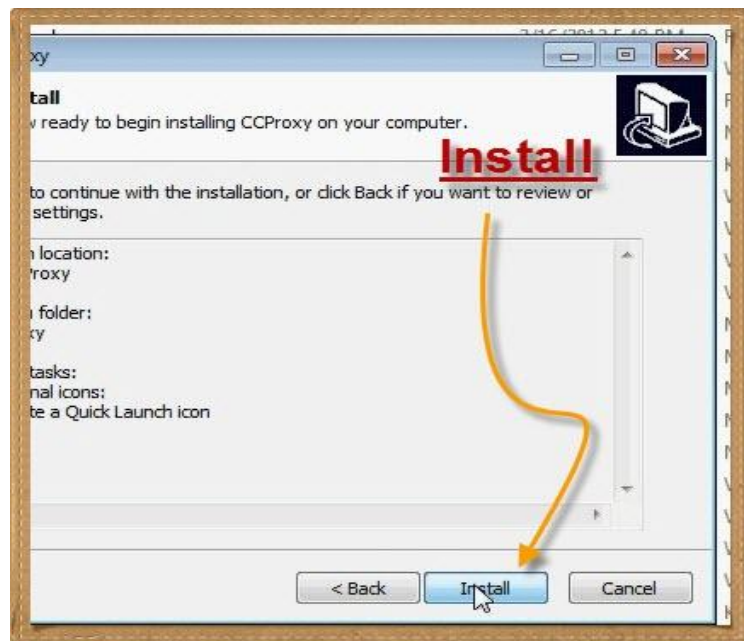 xy
tall
ready to begin installing CCProxy on your computer.
Install
to continue with the installation, or click Back if you want to review or
settings.
location:
Proxy
folder:
xy
tasks:
nal icons:
te a Quick Launch icon
< Back
Install
Cancel